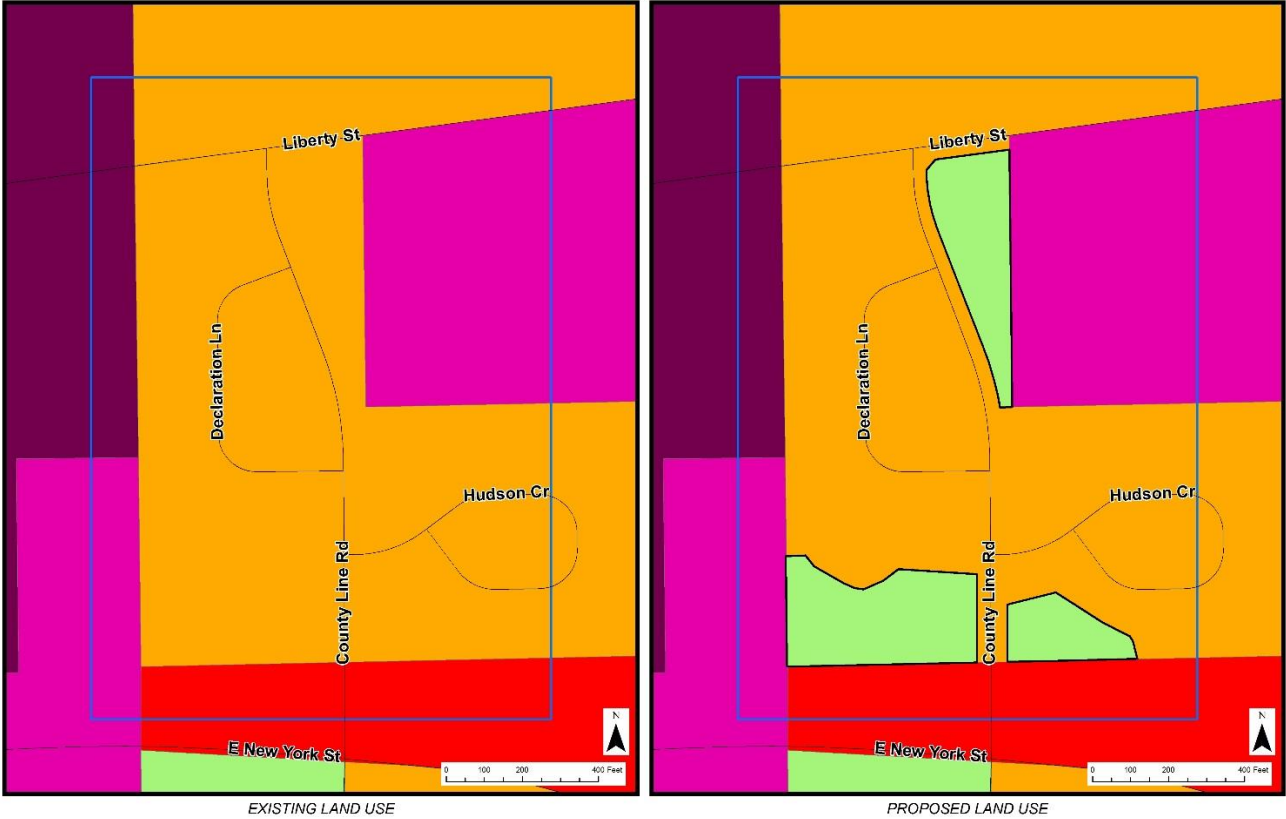 Liberty St
Declaration Ln
Hudson Cr
County Line Rd
E New York St
N
0 100 200 400 Feet
EXISTING LAND USE
Liberty St
Declaration Ln
Hudson Cr
County Line Rd
E New York St
N
0 100 200 400 Feet
PROPOSED LAND USE